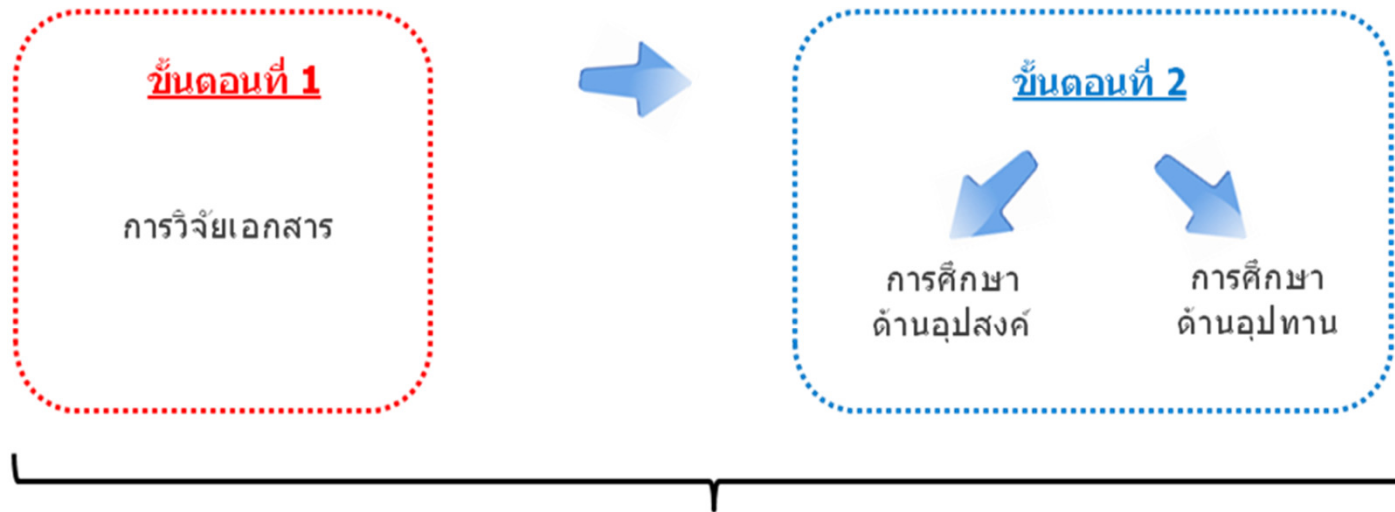 ขั้นตอนที่ 1
การวิจัยเอกสาร
ขั้นตอนที่ 2
การศึกษา
ด้านอุปสงค์
การศึกษา
ด้านอุปทาน